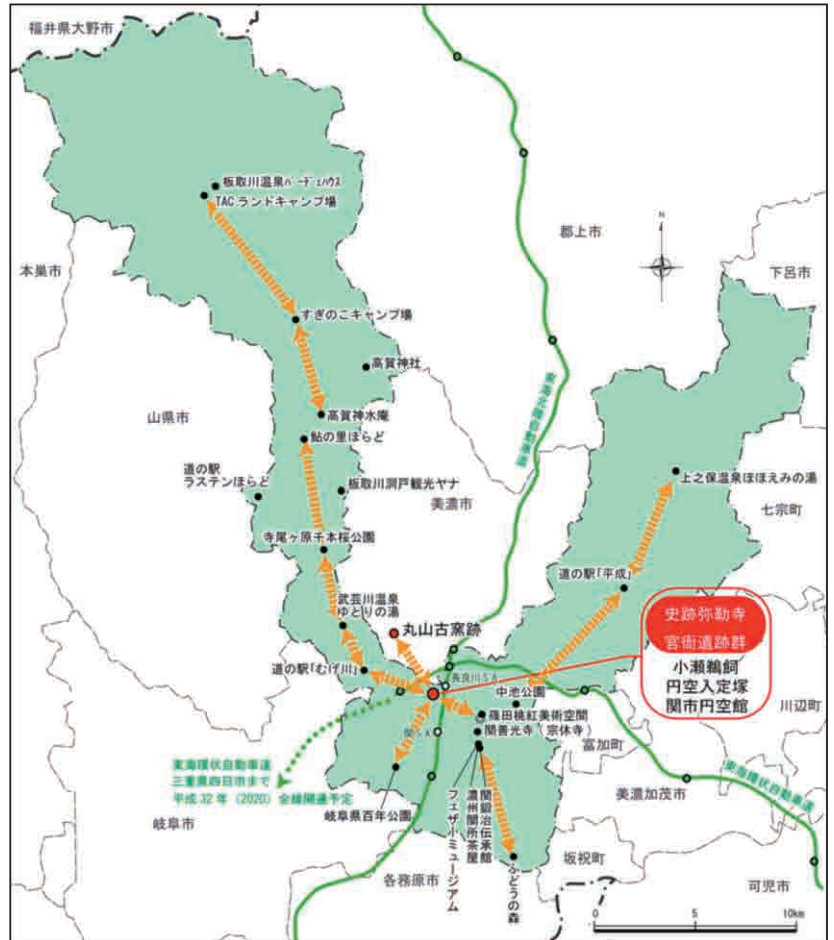 福井県大野市
板取川温泉バーデェハウス
TACランドキャンプ場
本巣市
郡上市
N
下呂市
すぎのこキャンプ場
高賀神社
山県市
高賀神水庵
鮎の里ほらど
東海北陸自動車道
道の駅
ラステンほらど
板取川洞戸観光ヤナ
美濃市
上之保温泉ほほえみの湯
七宗町
寺尾ヶ原千本桜公園
道の駅「平成」
武芸川温泉
ゆとりの湯
丸山古窯跡
史跡弥勒寺
官衙遺跡群
小瀬鵜飼
円空入定塚
関市円空館
道の駅「むげ川」
長良川SA
中池公園
川辺町
篠田桃紅美術空間
関善光寺（宗休寺）
富加町
関SA
東海環状自動車道
三重県四日市まで
平成32年（2020）全線開通予定
岐阜県百年公園
美濃加茂市
東海環状自動車道
岐阜市
関鍛冶伝承館
濃州関所茶屋
フェザーミュージアム
ふどうの森
坂祝町
各務原市
可児市
0 5 10km